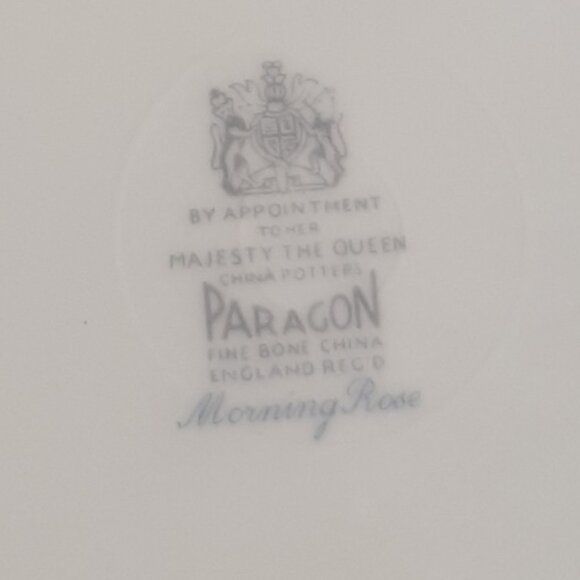 BY APPOINTMENT
TO HER
MAJESTY THE QUEEN
CHINA POTTERS
PARAGON
FINE BONE CHINA
ENGLAND REG'D
Morning Rose